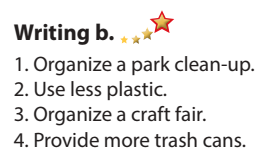 Writing b.
1. Organize a park clean-up.
2. Use less plastic.
3. Organize a craft fair.
4. Provide more trash cans.